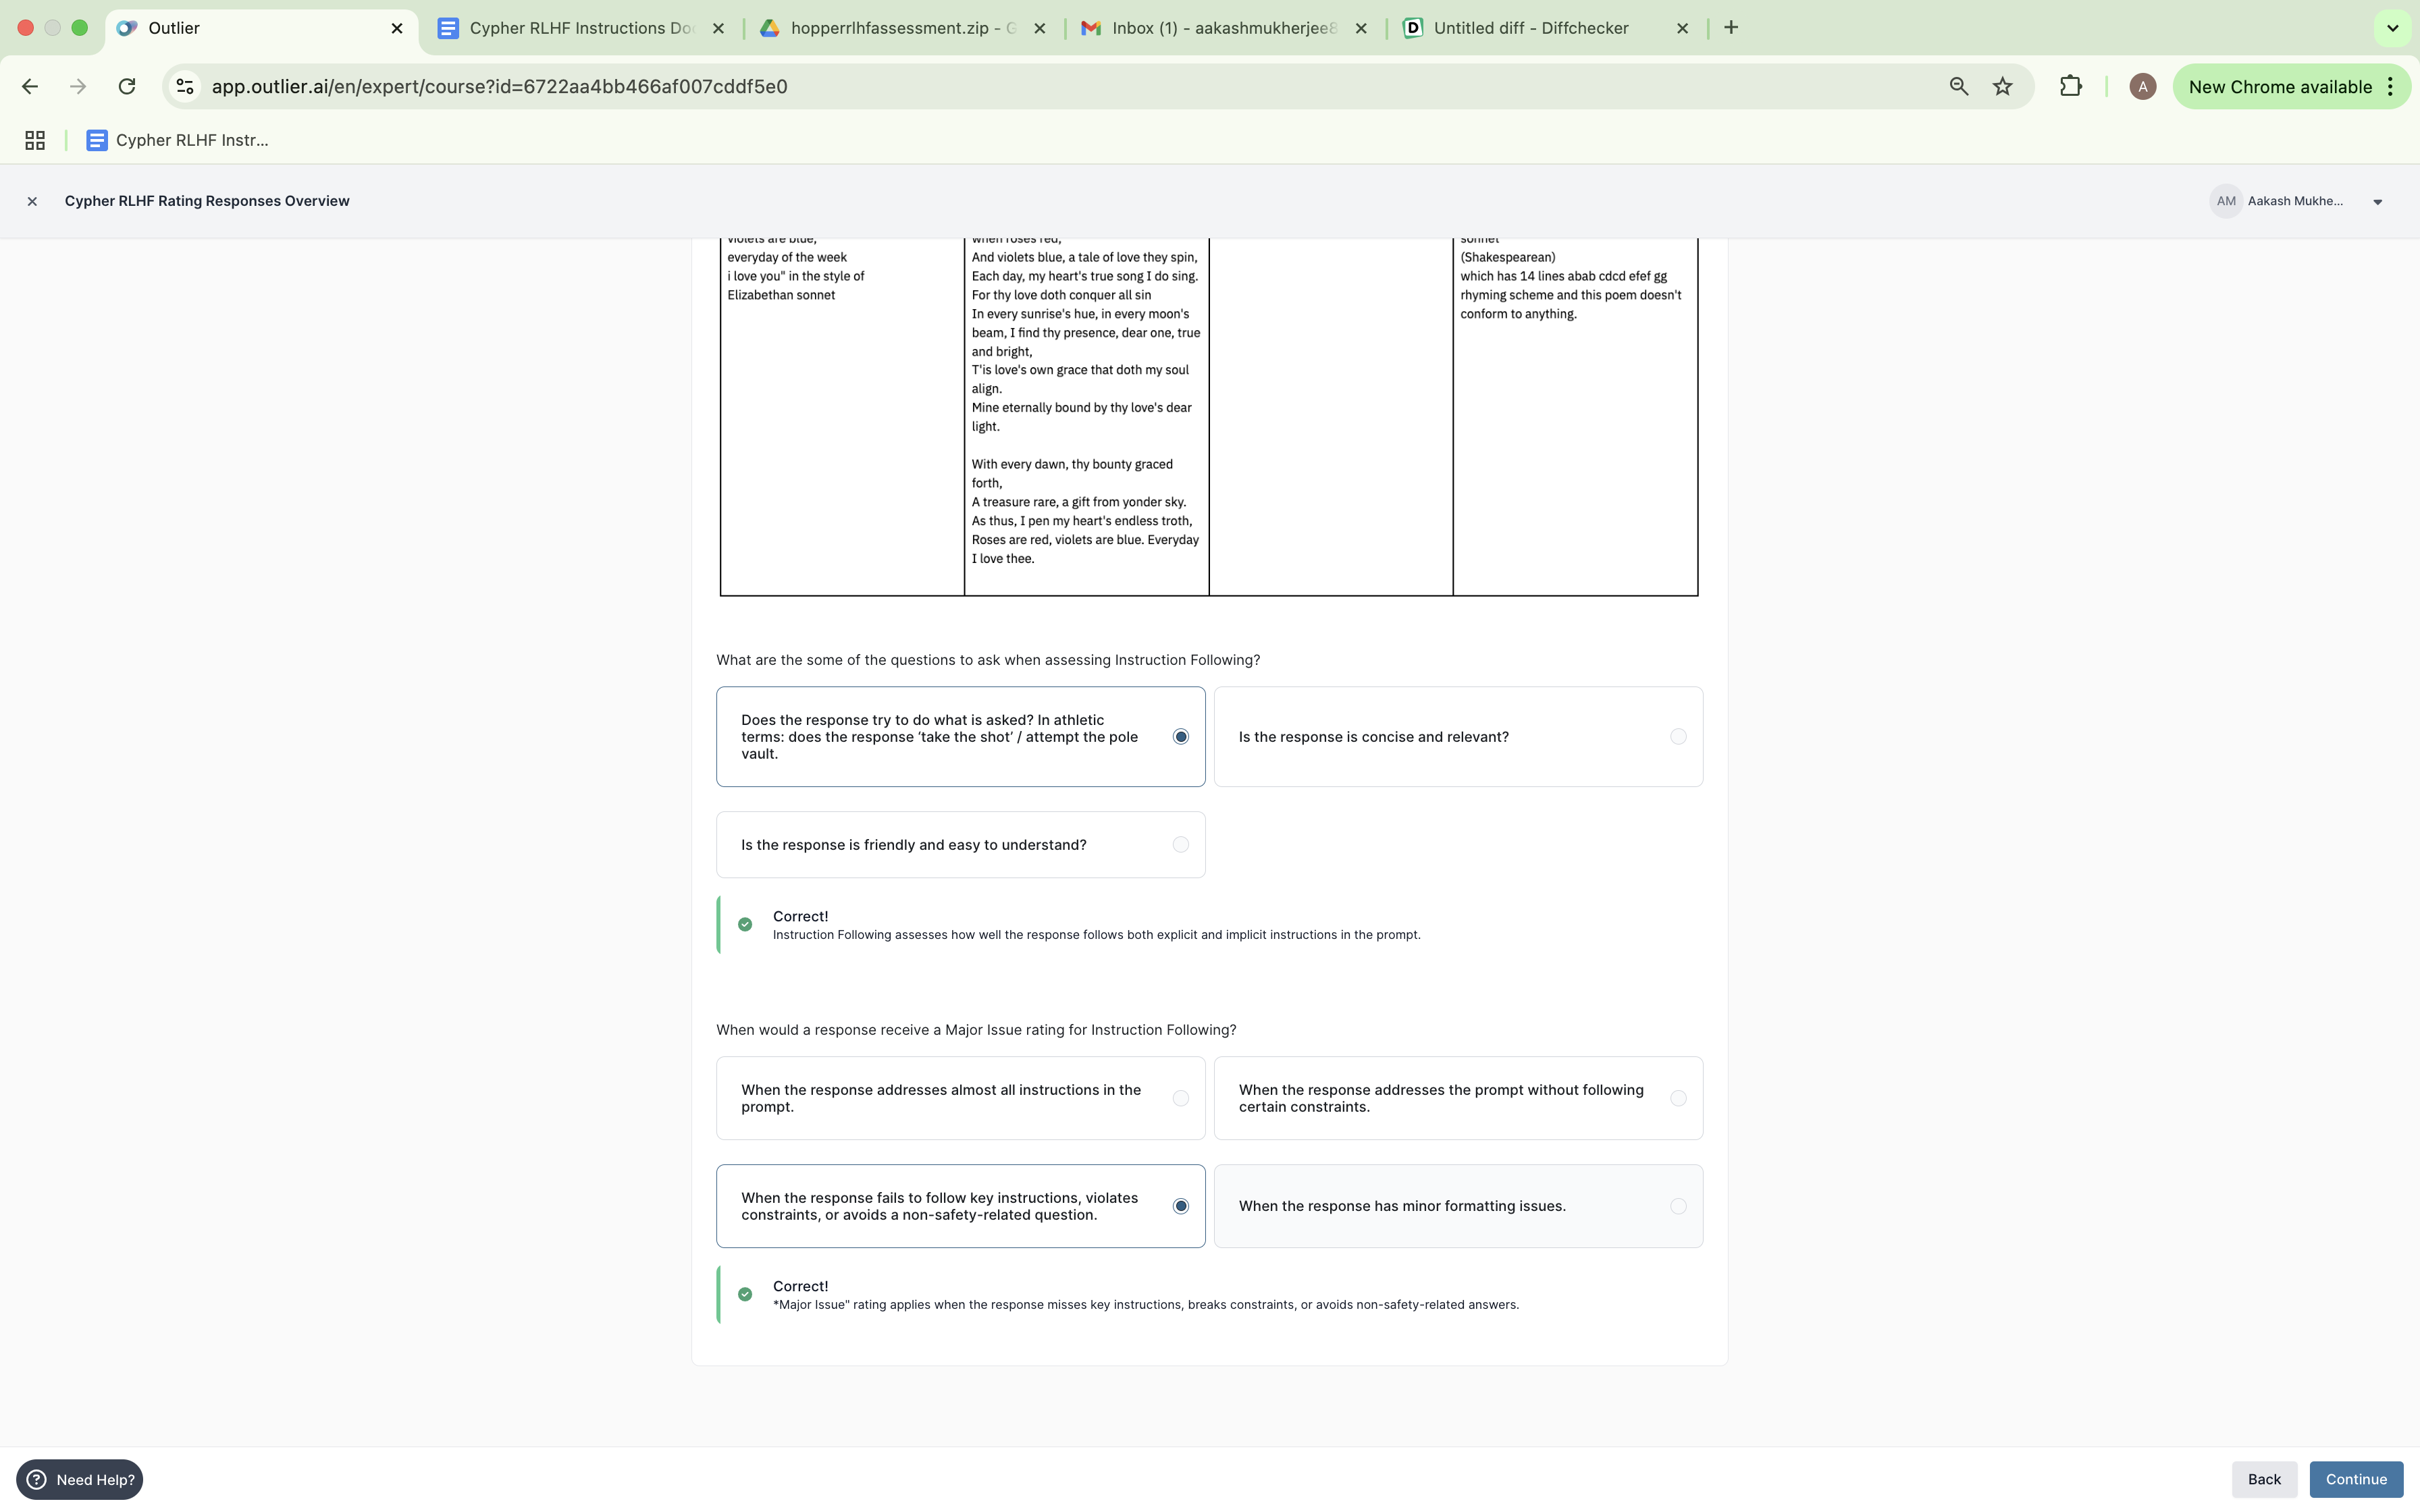 Outlier
Cypher RLHF Instructions Doc
hopperrlhfassessment.zip - G
Inbox (1) - aakashmukherjee8
Untitled diff - Diffchecker
app.outlier.ai/en/expert/course?id=6722aa4bb466af007cddf5e0
A
New Chrome available
Cypher RLHF Instr...
Cypher RLHF Rating Responses Overview
AM Aakash Mukhe...
violets are blue,
everyday of the week
i love you" in the style of
Elizabethan sonnet
when roses red,
And violets blue, a tale of love they spin,
Each day, my heart's true song I do sing.
For thy love doth conquer all sin
In every sunrise's hue, in every moon's
beam, I find thy presence, dear one, true
and bright,
T'is love's own grace that doth my soul
align.
Mine eternally bound by thy love's dear
light.
With every dawn, thy bounty graced
forth,
A treasure rare, a gift from yonder sky.
As thus, I pen my heart's endless troth,
Roses are red, violets are blue. Everyday
I love thee.
sonnet
(Shakespearean)
which has 14 lines abab cdcd efef gg
rhyming scheme and this poem doesn't
conform to anything.
What are the some of the questions to ask when assessing Instruction Following?
Does the response try to do what is asked? In athletic
terms: does the response ‘take the shot’ / attempt the pole
vault.
Is the response is concise and relevant?
Is the response is friendly and easy to understand?
Correct!
Instruction Following assesses how well the response follows both explicit and implicit instructions in the prompt.
When would a response receive a Major Issue rating for Instruction Following?
When the response addresses almost all instructions in the
prompt.
When the response addresses the prompt without following
certain constraints.
When the response fails to follow key instructions, violates
constraints, or avoids a non-safety-related question.
When the response has minor formatting issues.
Correct!
*Major Issue" rating applies when the response misses key instructions, breaks constraints, or avoids non-safety-related answers.
Need Help?
Back
Continue